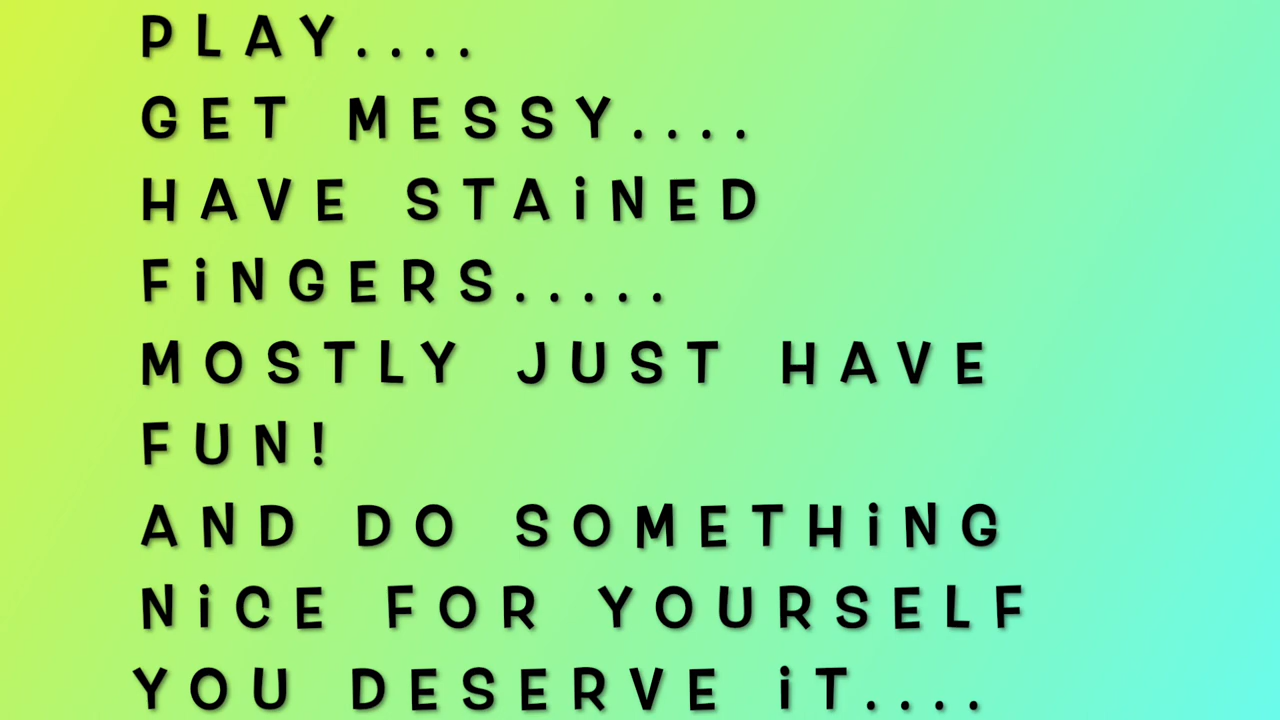 PLAY....
GET MESSY....
HAVE STAiNED
FiNGERS.....
MOSTLY JUST HAVE
FUN!
AND DO SOMETHiNG
NiCE FOR YOURSELF
YOU DESERVE iT....